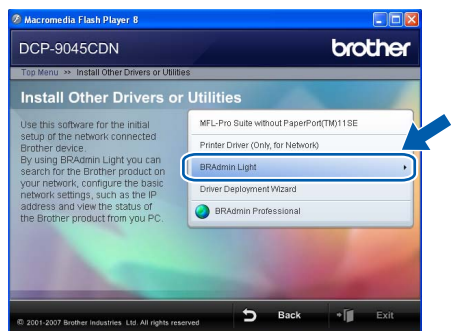 Macromedia Flash Player 8
DCP-9045CDN
brother
Top Menu >> Install Other Drivers or Utilities
Install Other Drivers or Utilities
Use this software for the initial
setup of the network connected
Brother device.
By using BRAdmin Light you can
search for the Brother product on
your network, configure the basic
network settings, such as the IP
address and view the status of
the Brother product from you PC.
MFL-Pro Suite without PaperPort(TM)11SE
Printer Driver (Only, for Network)
BRAdmin Light
Driver Deployment Wizard
BRAdmin Professional
© 2001-2007 Brother Industries Ltd. All rights reserved
Back
Exit